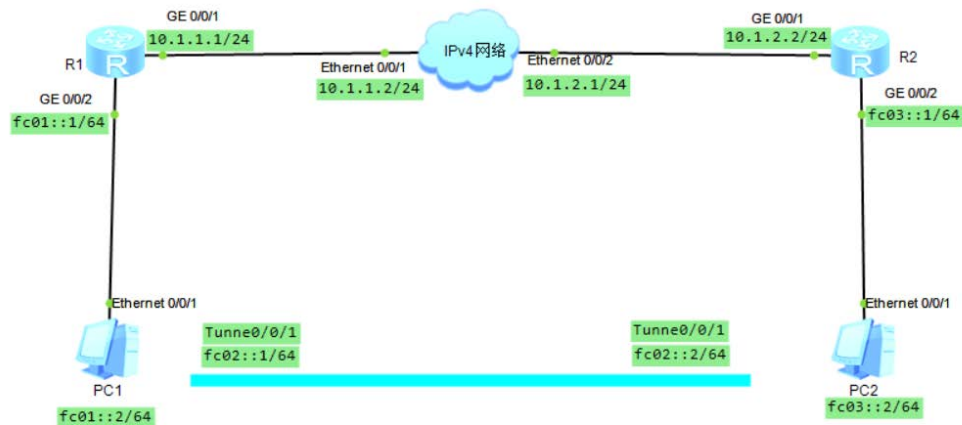 GE 0/0/1
10.1.1.1/24
R
R1
GE 0/0/2
fc01::1/64
Ethernet 0/0/1
10.1.1.2/24
IPv4网络
Ethernet 0/0/2
10.1.2.1/24
GE 0/0/1
10.1.2.2/24
R
R2
GE 0/0/2
fc03::1/64
Ethernet 0/0/1
PC1
fc01::2/64
Tunne0/0/1
fc02::1/64
Tunne0/0/1
fc02::2/64
Ethernet 0/0/1
PC2
fc03::2/64